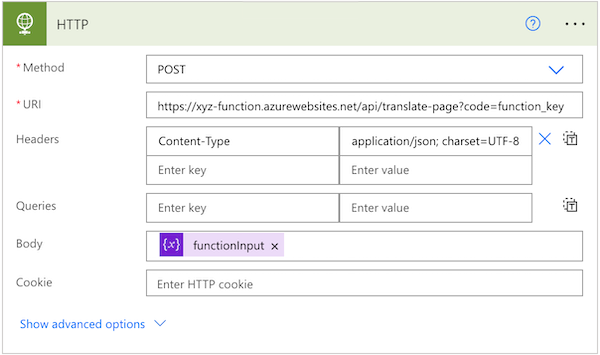 HTTP
* Method POST
* URI https://xyz-function.azurewebsites.net/api/translate-page?code=function_key
Headers Content-Type application/json; charset=UTF-8
Enter key Enter value
Queries Enter key Enter value
Body {x} functionInput ×
Cookie Enter HTTP cookie
Show advanced options